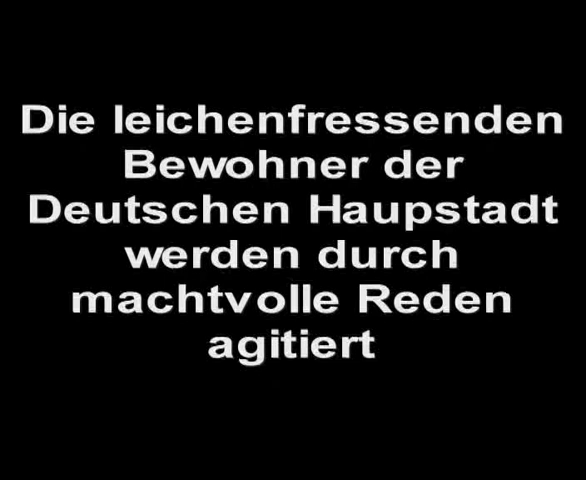 Die leichenfressenden
Bewohner der
Deutschen Haupstadt
werden durch
machtvolle Reden
agitiert